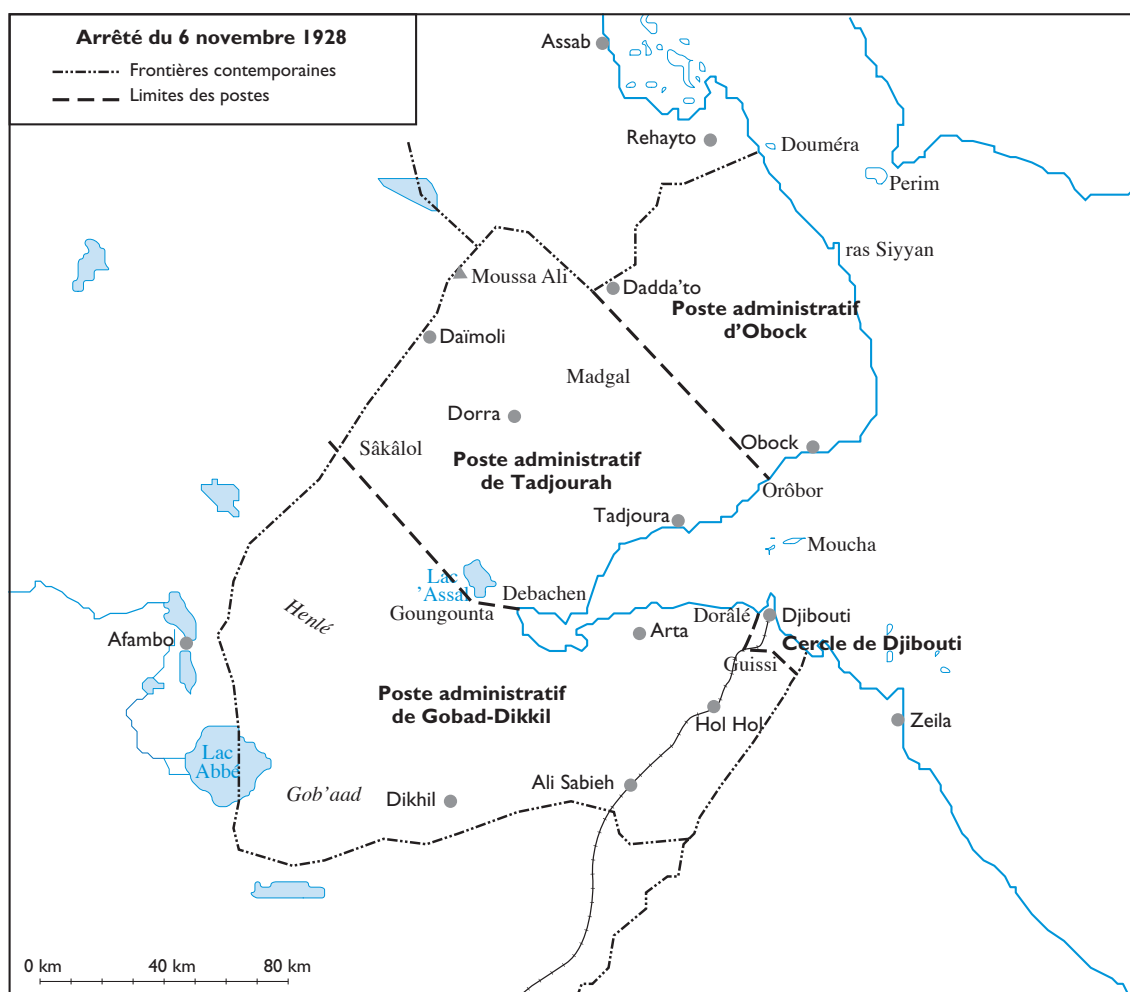 Arrêté du 6 novembre 1928
Frontières contemporaines
Limites des postes
Assab
Rehayto
Douméra
Perim
ras Siyyan
Moussa Ali
Dadda'to
Poste administratif
d'Obock
Daïmoli
Madgal
Dorra
Sâkâlol
Obock
Poste administratif
de Tadjourah
Orôbor
Tadjoura
Moucha
Lac
'Assal
Debachen
Goungounta
Henlé
Dorâlé
Djibouti
Afambo
Arta
Cercle de Djibouti
Guissi
Poste administratif
de Gobad-Dikkil
Hol Hol
Zeila
Lac
Abbé
Gob'aad
Dikhil
Ali Sabieh
0 km 40 km 80 km